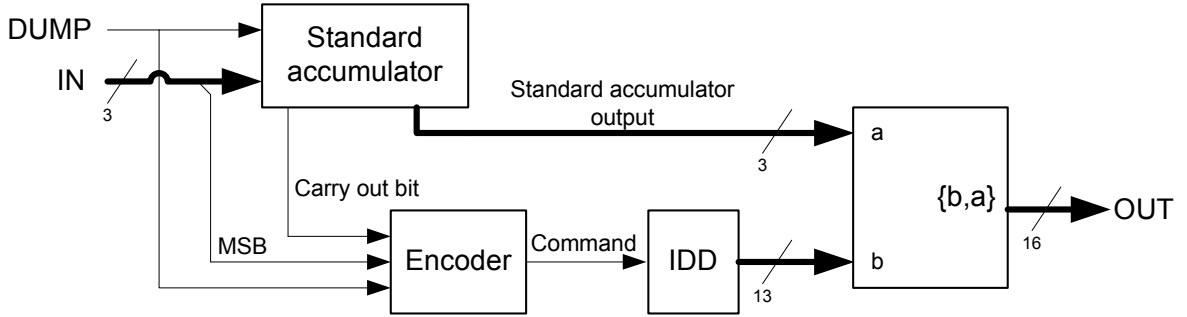 DUMP
IN
3
Standard
accumulator
Standard accumulator
output
3
a
{b,a}
16
OUT
Carry out bit
MSB
Encoder
Command
IDD
13
b